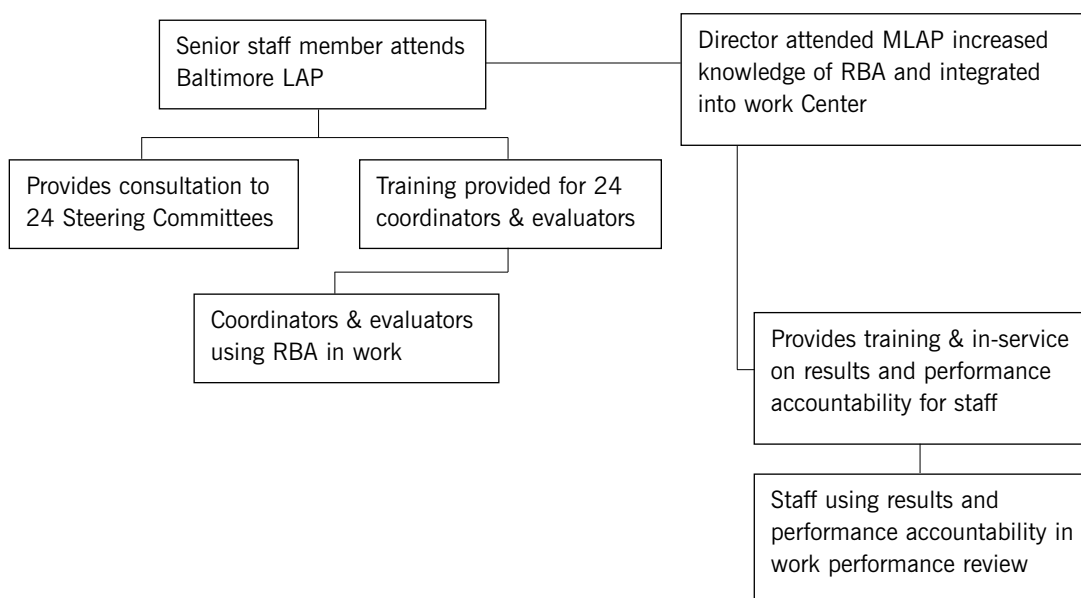 Senior staff member attends
Baltimore LAP
Director attended MLAP increased
knowledge of RBA and integrated
into work Center
Provides consultation to
24 Steering Committees
Training provided for 24
coordinators & evaluators
Coordinators & evaluators
using RBA in work
Provides training & in-service
on results and performance
accountability for staff
Staff using results and
performance accountability in
work performance review